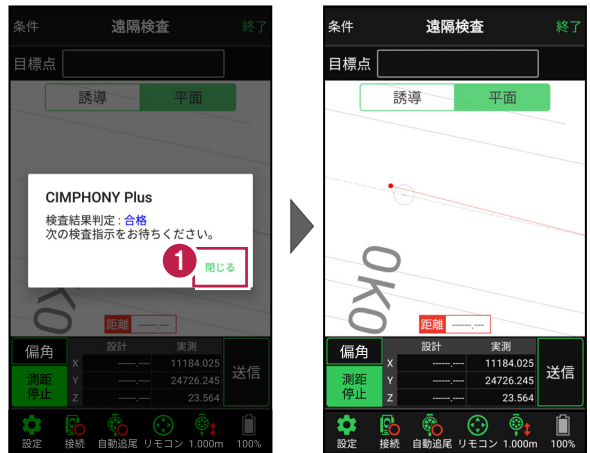 条件 遠隔検査 終了
目標点
誘導 平面
CIMPHONY Plus
検査結果判定 : 合格
次の検査指示をお待ちください。
1 閉じる
KO
距離 -----.---
偏角 設計 実測
X -----.--- 11184.025
測距停止 Y -----.--- 24726.245 送信
Z -----.--- 23.564
設定 接続 自動追尾 リモコン 1.000m 100%
条件 遠隔検査 終了
目標点
誘導 平面
0K0
距離 -----.---
偏角 設計 実測
X -----.--- 11184.025
測距停止 Y -----.--- 24726.245 送信
Z -----.--- 23.564
設定 接続 自動追尾 リモコン 1.000m 100%